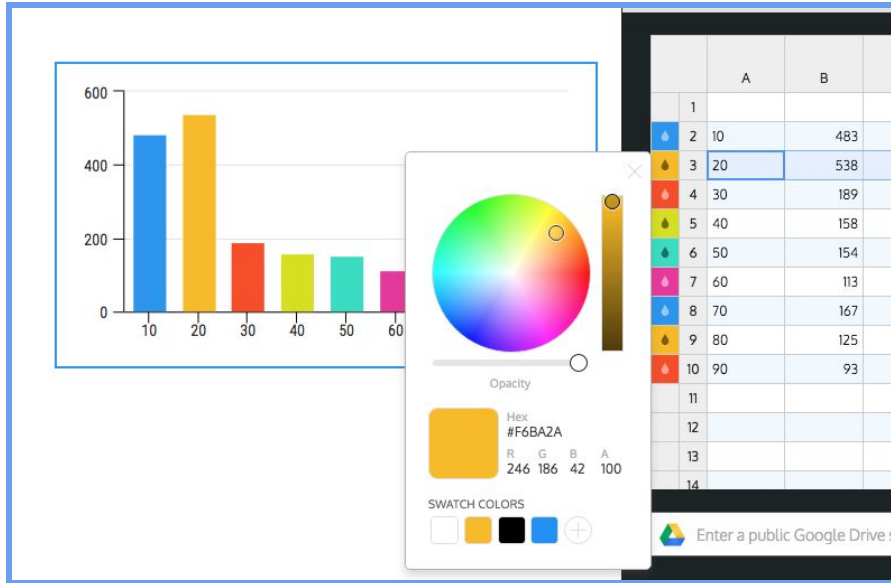 600
400
200
0
10 20 30 40 50 60
Opacity
Hex
#F6BA2A
R G B A
246 186 42 100
SWATCH COLORS
A B
1
2 10 483
3 20 538
4 30 189
5 40 158
6 50 154
7 60 113
8 70 167
9 80 125
10 90 93
11
12
13
14
Enter a public Google Drive s